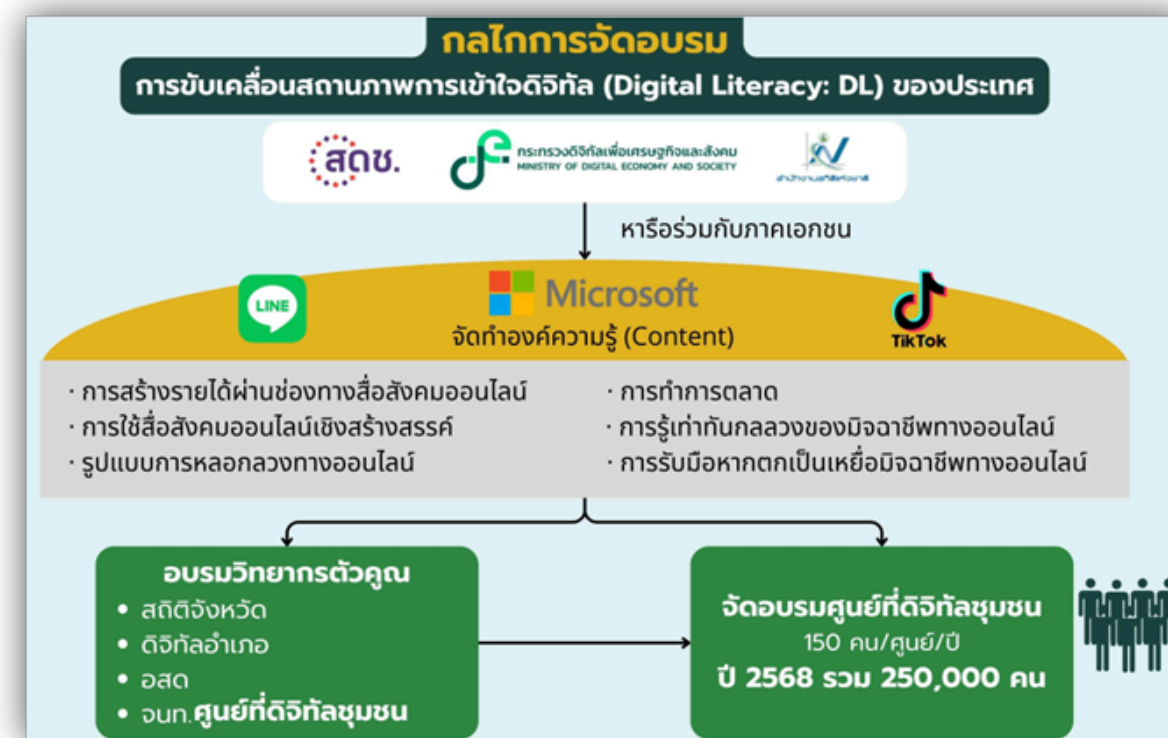 กลไกการจัดอบรม
การขับเคลื่อนสถานภาพการเข้าใจดิจิทัล (Digital Literacy: DL) ของประเทศ
สดช.
กระทรวงดิจิทัลเพื่อเศรษฐกิจและสังคม
MINISTRY OF DIGITAL ECONOMY AND SOCIETY
สำนักงานสถิติแห่งชาติ
หารือร่วมกับภาคเอกชน
LINE
Microsoft
TikTok
จัดทำองค์ความรู้ (Content)
· การสร้างรายได้ผ่านช่องทางสื่อสังคมออนไลน์
· การใช้สื่อสังคมออนไลน์เชิงสร้างสรรค์
· รูปแบบการหลอกลวงทางออนไลน์
· การทำการตลาด
· การรู้เท่าทันกลลวงของมิจฉาชีพทางออนไลน์
· การรับมือหากตกเป็นเหยื่อมิจฉาชีพทางออนไลน์
อบรมวิทยากรตัวคูณ
• สถิติจังหวัด
• ดิจิทัลอำเภอ
• อสด
• จนท.ศูนย์ที่ดิจิทัลชุมชน
จัดอบรมศูนย์ที่ดิจิทัลชุมชน
150 คน/ศูนย์/ปี
ปี 2568 รวม 250,000 คน